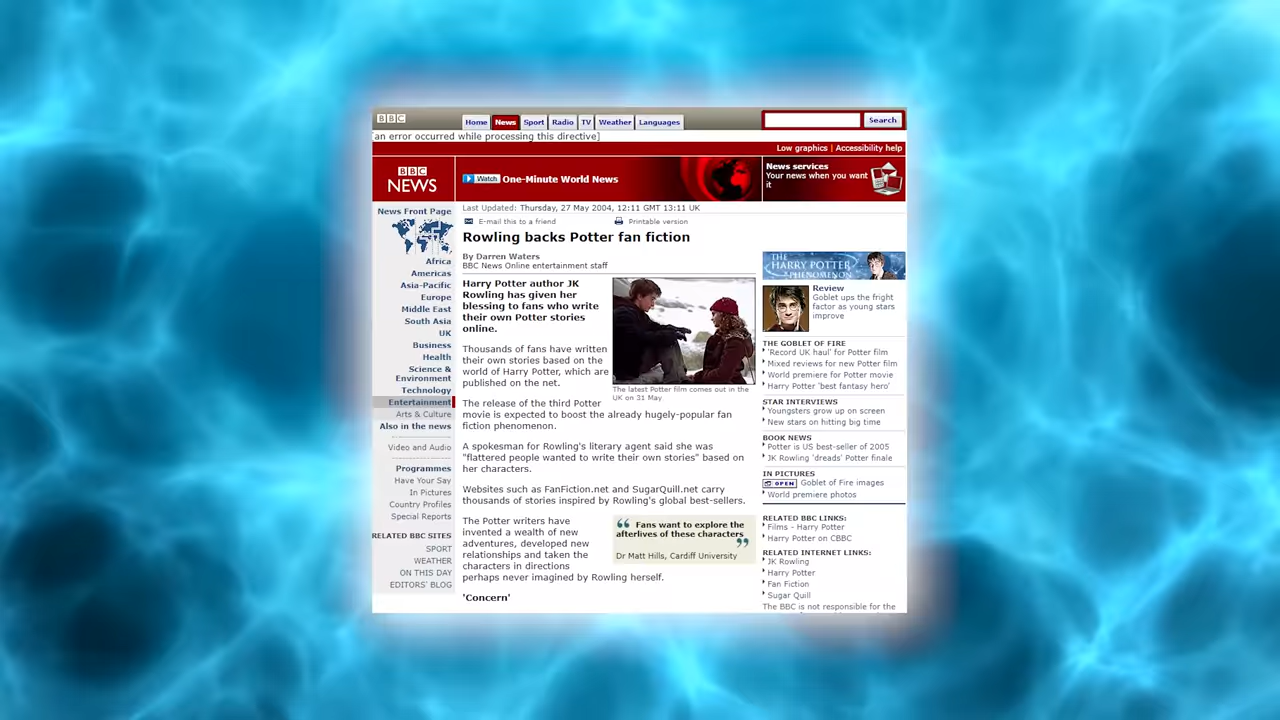 BBC
Home News Sport Radio TV Weather Languages
Search
[an error occurred while processing this directive]
Low graphics | Accessibility help
BBC
NEWS
Watch One-Minute World News
News services
Your news when you want
it
News Front Page
Africa
Americas
Asia-Pacific
Europe
Middle East
South Asia
UK
Business
Health
Science &
Environment
Technology
Entertainment
Arts & Culture
Also in the news
Video and Audio
Programmes
Have Your Say
In Pictures
Country Profiles
Special Reports
RELATED BBC SITES
SPORT
WEATHER
ON THIS DAY
EDITORS' BLOG
Last Updated: Thursday, 27 May 2004, 12:11 GMT 13:11 UK
E-mail this to a friend
Printable version
Rowling backs Potter fan fiction
By Darren Waters
BBC News Online entertainment staff
Harry Potter author JK
Rowling has given her
blessing to fans who write
their own Potter stories
online.
The latest Potter film comes out in the
UK on 31 May
Thousands of fans have written
their own stories based on the
world of Harry Potter, which are
published on the net.
The release of the third Potter
movie is expected to boost the already hugely-popular fan
fiction phenomenon.
A spokesman for Rowling's literary agent said she was
"flattered people wanted to write their own stories" based on
her characters.
Websites such as FanFiction.net and SugarQuill.net carry
thousands of stories inspired by Rowling's global best-sellers.
The Potter writers have
invented a wealth of new
adventures, developed new
relationships and taken the
characters in directions
perhaps never imagined by Rowling herself.
“ Fans want to explore the
afterlives of these characters
”
Dr Matt Hills, Cardiff University
'Concern'
THE
HARRY POTTER
PHENOMENON
Review
Goblet ups the fright
factor as young stars
improve
THE GOBLET OF FIRE
'Record UK haul' for Potter film
Mixed reviews for new Potter film
World premiere for Potter movie
Harry Potter 'best fantasy hero'
STAR INTERVIEWS
Youngsters grow up on screen
New stars on hitting big time
BOOK NEWS
Potter is US best-seller of 2005
JK Rowling 'dreads' Potter finale
IN PICTURES
OPEN Goblet of Fire images
World premiere photos
RELATED BBC LINKS:
Films - Harry Potter
Harry Potter on CBBC
RELATED INTERNET LINKS:
JK Rowling
Harry Potter
Fan Fiction
Sugar Quill
The BBC is not responsible for the